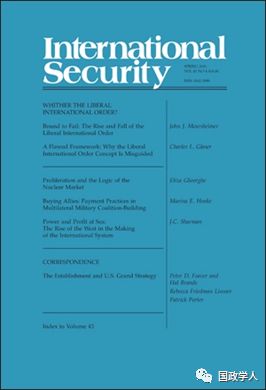 International
Security
WHITHER THE LIBERAL
INTERNATIONAL ORDER?
Bound to Fail: The Rise and Fall of the
Liberal International Order
John J. Mearsheimer
A Flawed Framework: Why the Liberal
International Order Concept Is Misguided
Charles L. Glaser
Proliferation and the Logic of the
Nuclear Market
Eliza Gheorghe
Buying Allies: Payment Practices in
Multilateral Military Coalition-Building
Marina E. Henke
Power and Profit at Sea:
The Rise of the West in the Making
of the International System
J.C. Sharman
CORRESPONDENCE
The Establishment and U.S. Grand Strategy
Peter D. Feaver and
Hal Brands
Rebecca Friedman Lissner
Patrick Porter
Index to Volume 43
国政学人